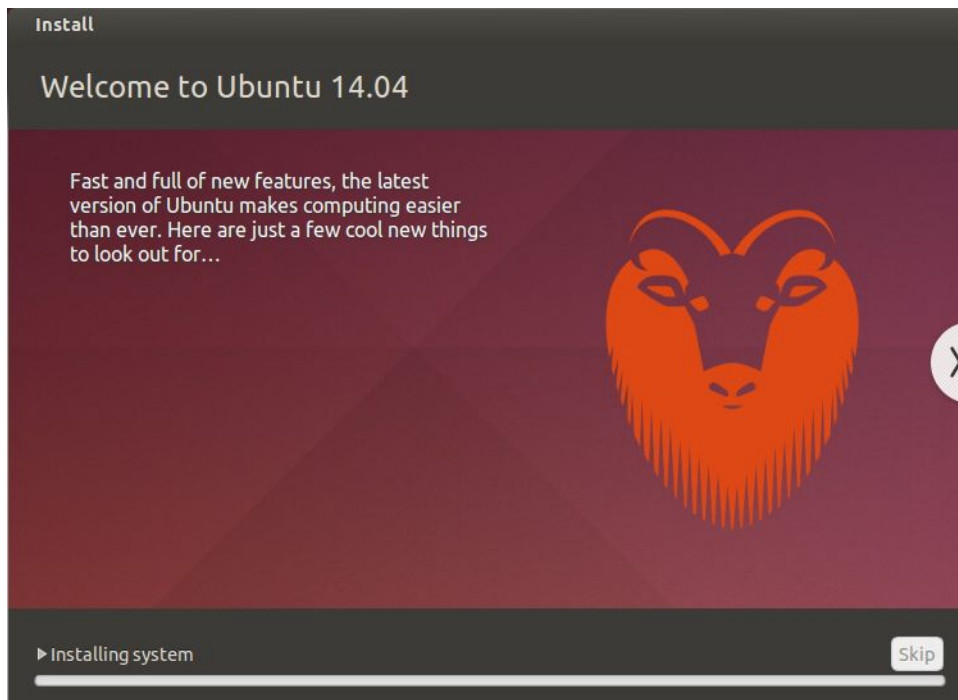 Install
Welcome to Ubuntu 14.04
Fast and full of new features, the latest
version of Ubuntu makes computing easier
than ever. Here are just a few cool new things
to look out for…
Installing system
Skip